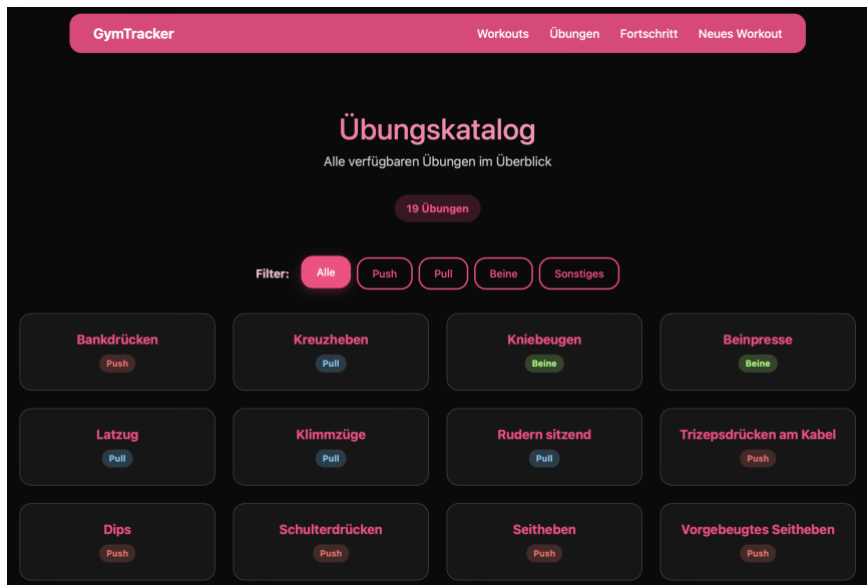 GymTracker Workouts Übungen Fortschritt Neues Workout
Übungskatalog
Alle verfügbaren Übungen im Überblick
19 Übungen
Filter: Alle Push Pull Beine Sonstiges
Bankdrücken Kreuzheben Kniebeugen Beinpresse
Push Pull Beine Beine
Latzug Klimmzüge Rudern sitzend Trizepsdrücken am Kabel
Pull Pull Pull Push
Dips Schulterdrücken Seitheben Vorgebeugtes Seitheben
Push Push Push Push